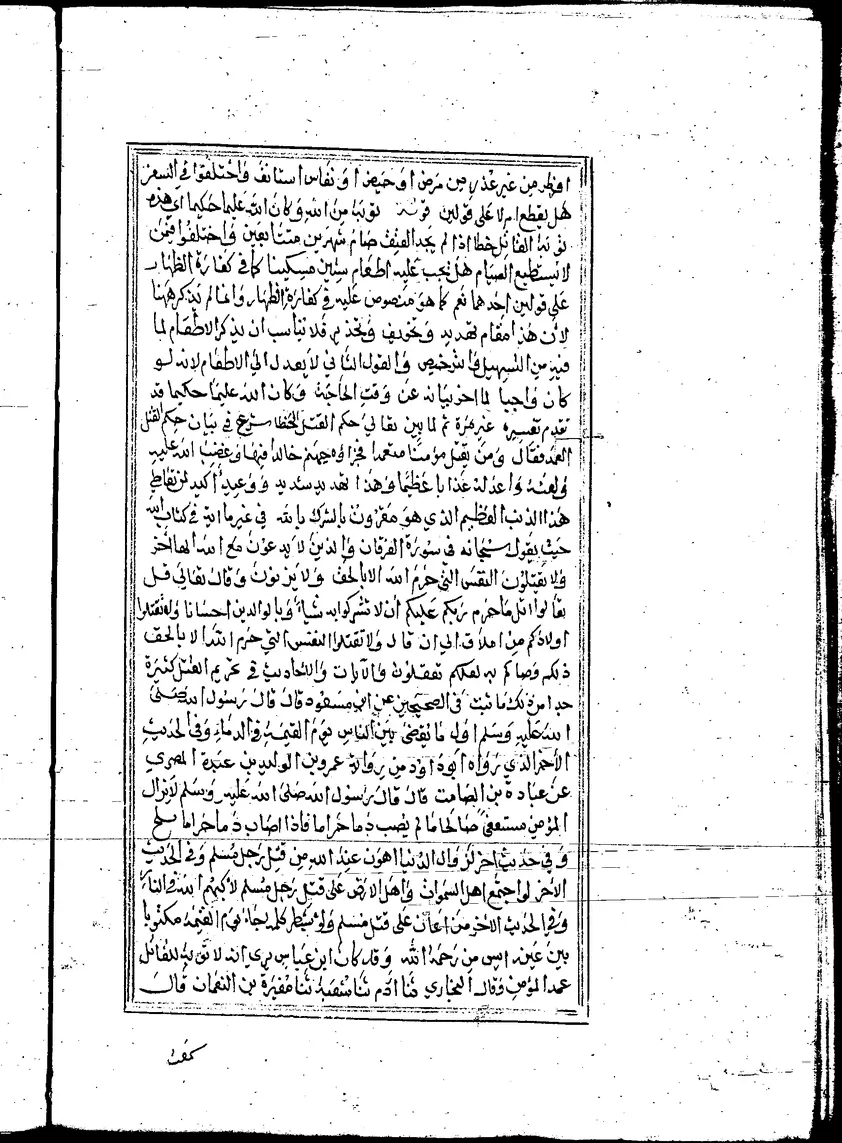 افطر من غير عذر من مرض او حيض او نفاس استانف واختلفوا في السفر
هل يقطع ام لا على قولين قوله توبة من الله وكان الله عليما حكيما اي هذه
توبة القاتل خطا اذا لم يجد العتق صام شهرين متتابعين واختلفوا فيمن
لا يستطيع الصيام هل يجب عليه اطعام ستين مسكينا كما في كفارة الظهار
على قولين احدهما نعم كما هو منصوص عليه في كفارة الظهار وانما لم يذكر ههنا
لان هذا مقام تهديد وتخويف وتحذير فلا يناسب ان يذكر الاطعام لما
فيه من التسهيل والترخيص والقول الثاني لا يعدل الى الاطعام لانه لو
كان واجبا لما اخر بيانه عن وقت الحاجة وكان الله عليما حكيما قد
تقدم تفسيره غير مرة ثم لما بين تعالى حكم القتل الخطا شرع في بيان حكم القتل
العمد فقال ومن يقتل مؤمنا متعمدا فجزاؤه جهنم خالدا فيها وغضب الله عليه
ولعنه واعد له عذابا عظيما وهذا تهديد شديد ووعيد اكيد لمن تعاطى
هذا الذنب العظيم الذي هو مقرون بالشرك بالله في غير ما اية في كتاب الله
حيث يقول سبحانه في سورة الفرقان والذين لا يدعون مع الله الها اخر
ولا يقتلون النفس التي حرم الله الا بالحق ولا يزنون وقال تعالى قل
تعالوا اتل ما حرم ربكم عليكم ان لا تشركوا به شيئا وبالوالدين احسانا ولا تقتلوا
اولادكم من املاق الى ان قال ولا تقتلوا النفس التي حرم الله الا بالحق
ذلكم وصاكم به لعلكم تعقلون والايات والاحاديث في تحريم القتل كثيرة
جدا من ذلك ما ثبت في الصحيحين عن ابن مسعود قال قال رسول الله صلى
الله عليه وسلم اول ما يقضى بين الناس يوم القيمة في الدماء وفي الحديث
الاخر الذي رواه ابو داود من رواية عمرو بن الوليد بن عبدة المصري
عن عبادة بن الصامت قال قال رسول الله صلى الله عليه وسلم لا يزال
المؤمن معنقا صالحا ما لم يصب دما حراما فاذا اصاب دما حراما بلح
وفي حديث اخر لزوال الدنيا اهون عند الله من قتل رجل مسلم وفي الحديث
الاخر لو اجتمع اهل السموات واهل الارض على قتل رجل مسلم لاكبهم الله في النار
وفي الحديث الاخر من اعان على قتل مسلم ولو بشطر كلمة جاء يوم القيمة مكتوبا
بين عينيه ايس من رحمة الله وقد كان ابن عباس يرى انه لا توبة للقاتل
عمدا المؤمن وقال البخاري ثنا ادم ثنا شعبة ثنا مغيرة بن النعمان قال